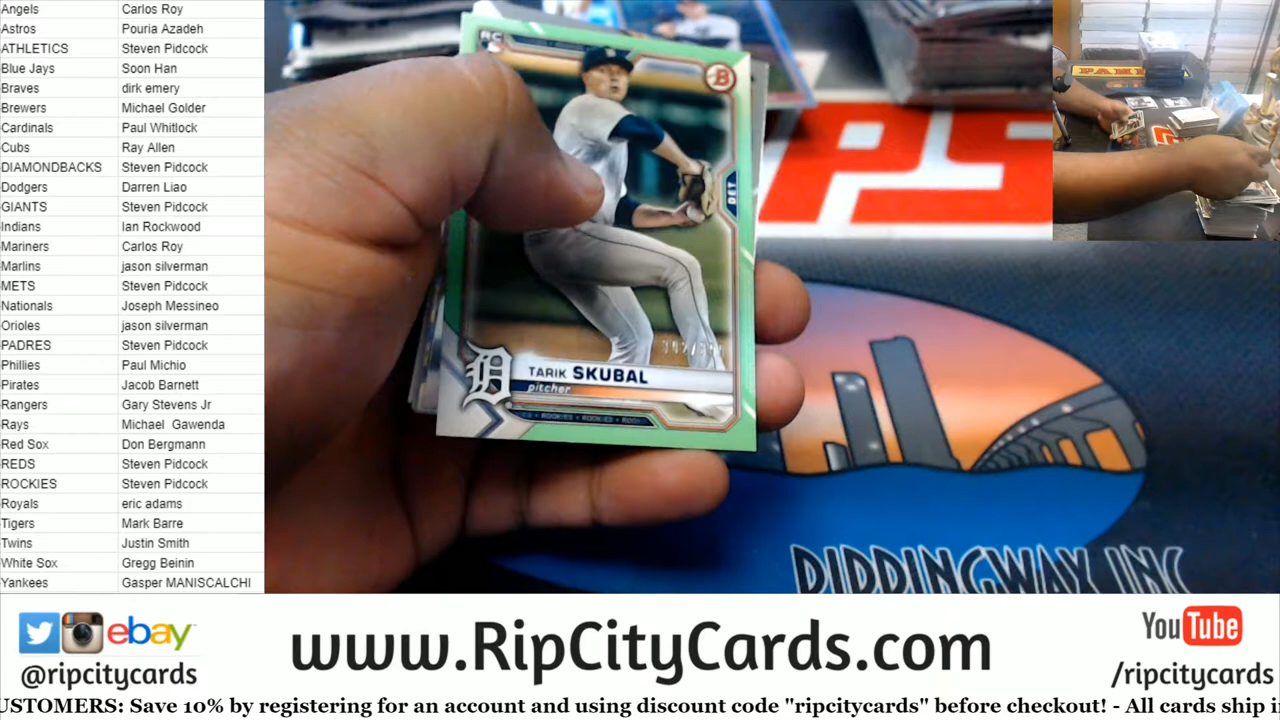 Angels Carlos Roy
Astros Pouria Azadeh
ATHLETICS Steven Pidcock
Blue Jays Soon Han
Braves dirk emery
Brewers Michael Golder
Cardinals Paul Whitlock
Cubs Ray Allen
DIAMONDBACKS Steven Pidcock
Dodgers Darren Liao
GIANTS Steven Pidcock
Indians Ian Rockwood
Mariners Carlos Roy
Marlins jason silverman
METS Steven Pidcock
Nationals Joseph Messineo
Orioles jason silverman
PADRES Steven Pidcock
Phillies Paul Michio
Pirates Jacob Barnett
Rangers Gary Stevens Jr
Rays Michael Gawenda
Red Sox Don Bergmann
REDS Steven Pidcock
ROCKIES Steven Pidcock
Royals eric adams
Tigers Mark Barre
Twins Justin Smith
White Sox Gregg Beinin
Yankees Gasper MANISCALCHI
RC
B
DET
D
TARIK SKUBAL
pitcher
ROOKIES • ROOKIES
PS
RIPPINGWAX INC
ebay
@ripcitycards
www.RipCityCards.com
YouTube
/ripcitycards
USTOMERS: Save 10% by registering for an account and using discount code "ripcitycards" before checkout! - All cards ship i